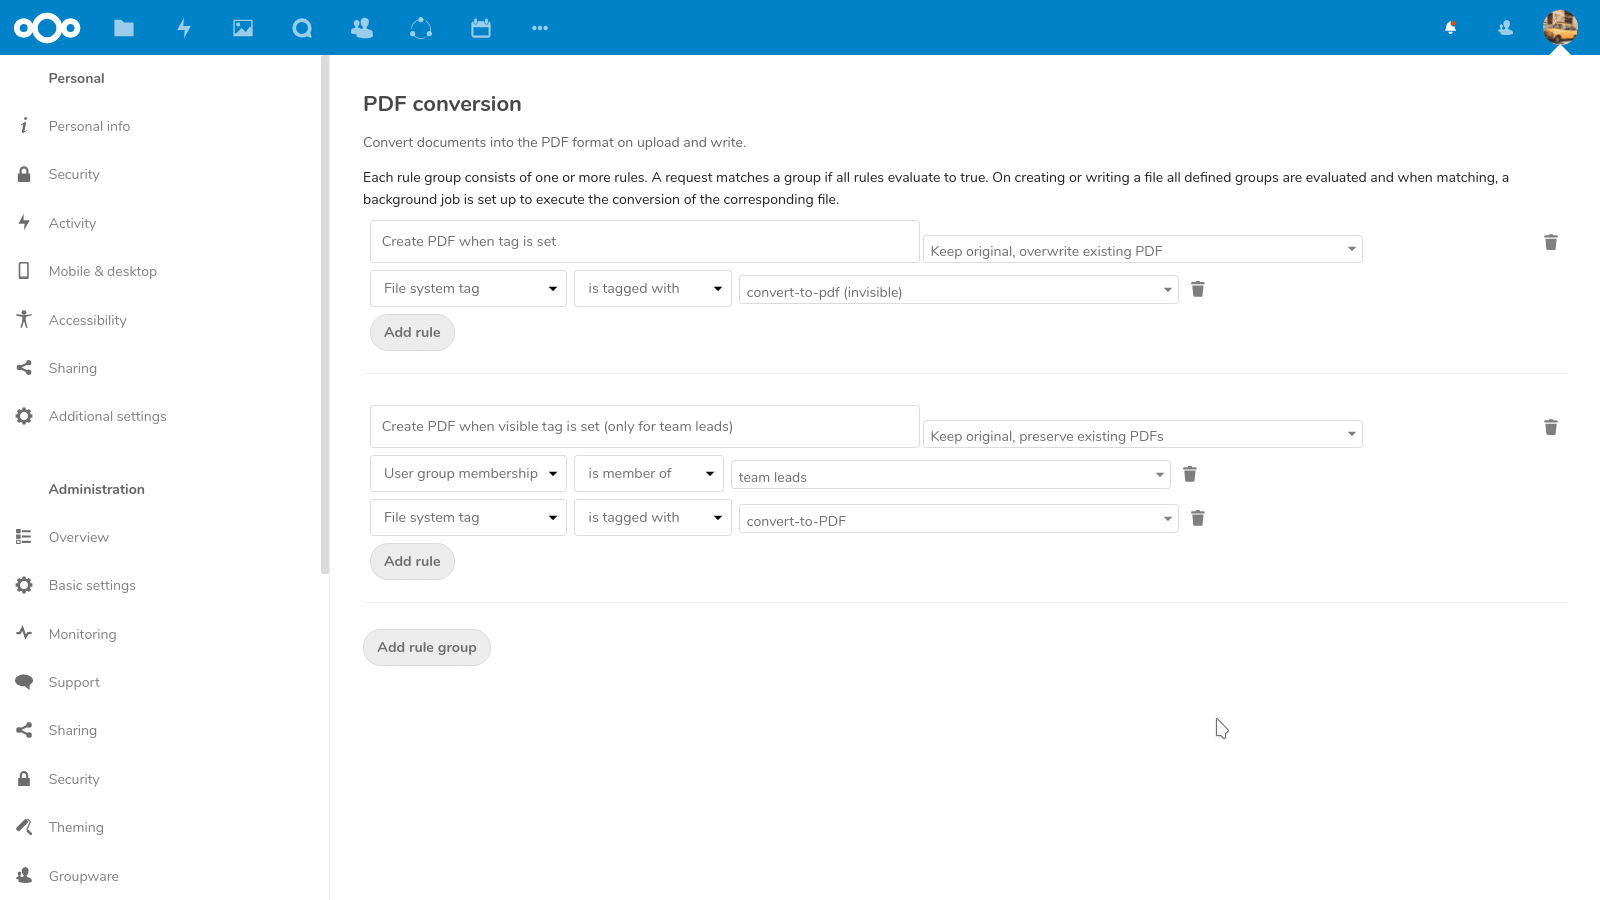 Personal
Personal info
Security
Activity
Mobile & desktop
Accessibility
Sharing
Additional settings
Administration
Overview
Basic settings
Monitoring
Support
Sharing
Security
Theming
Groupware
PDF conversion
Convert documents into the PDF format on upload and write.
Each rule group consists of one or more rules. A request matches a group if all rules evaluate to true. On creating or writing a file all defined groups are evaluated and when matching, a
background job is set up to execute the conversion of the corresponding file.
Create PDF when tag is set
Keep original, overwrite existing PDF
File system tag
is tagged with
convert-to-pdf (invisible)
Add rule
Create PDF when visible tag is set (only for team leads)
Keep original, preserve existing PDFs
User group membership
is member of
team leads
File system tag
is tagged with
convert-to-PDF
Add rule
Add rule group